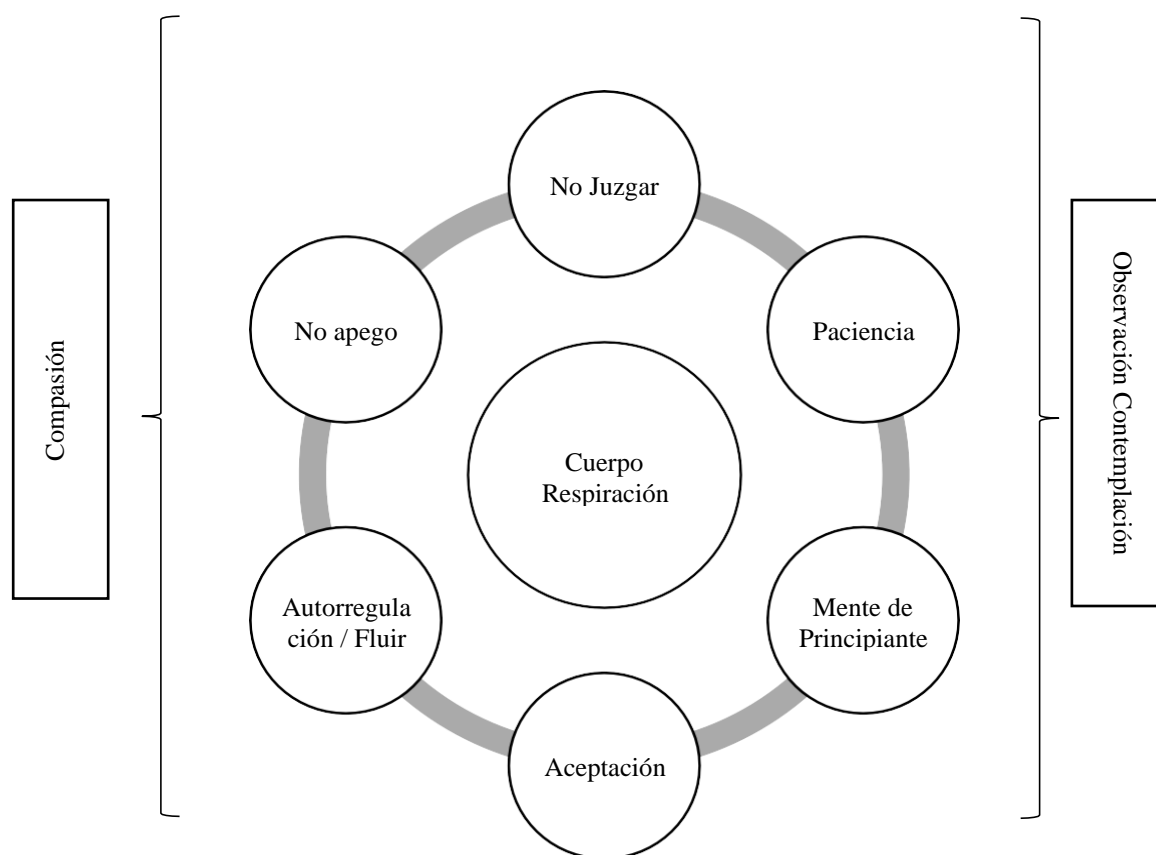 No Juzgar
No apego
Paciencia
Compasión
Observación Contemplación
Cuerpo
Respiración
Autorregula
ción / Fluir
Mente de
Principiante
Aceptación